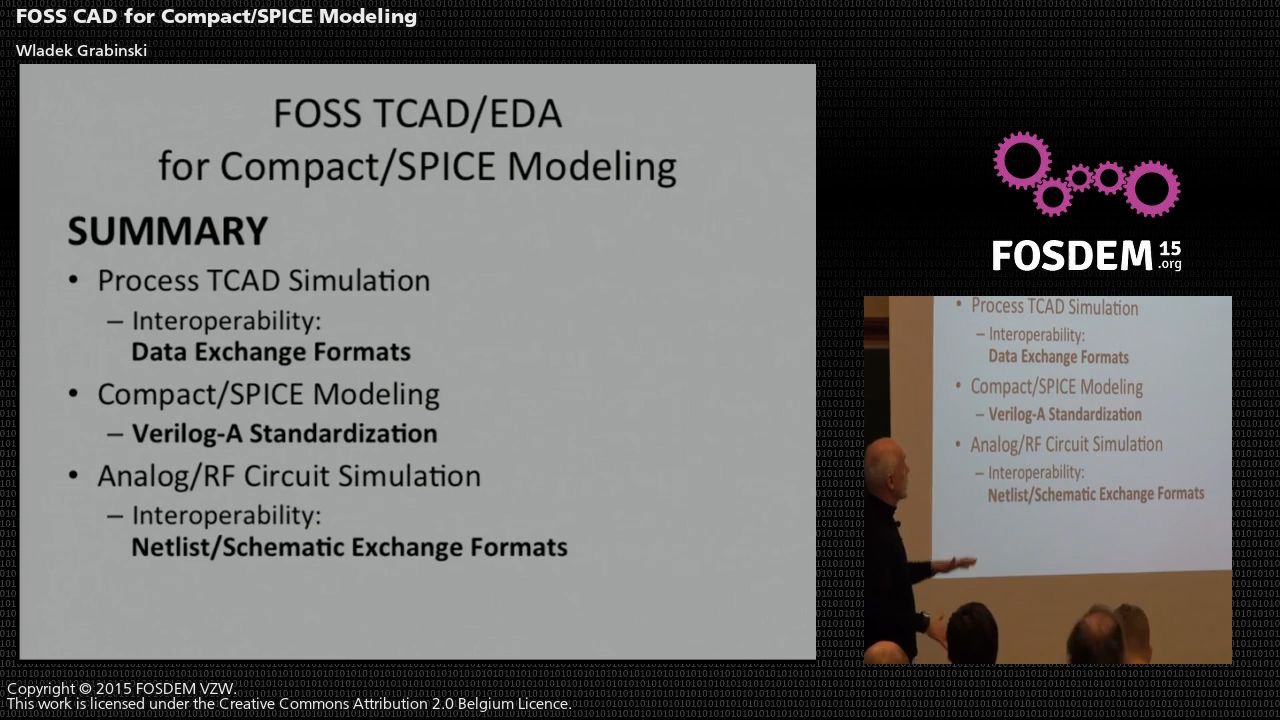 FOSS CAD for Compact/SPICE Modeling
Wladek Grabinski
FOSS TCAD/EDA
for Compact/SPICE Modeling
SUMMARY
• Process TCAD Simulation
– Interoperability:
Data Exchange Formats
• Compact/SPICE Modeling
– Verilog-A Standardization
• Analog/RF Circuit Simulation
– Interoperability:
Netlist/Schematic Exchange Formats
FOSDEM 15
.org
• Process TCAD Simulation
– Interoperability:
Data Exchange Formats
• Compact/SPICE Modeling
– Verilog-A Standardization
• Analog/RF Circuit Simulation
– Interoperability:
Netlist/Schematic Exchange Formats
Copyright © 2015 FOSDEM VZW.
This work is licensed under the Creative Commons Attribution 2.0 Belgium Licence.